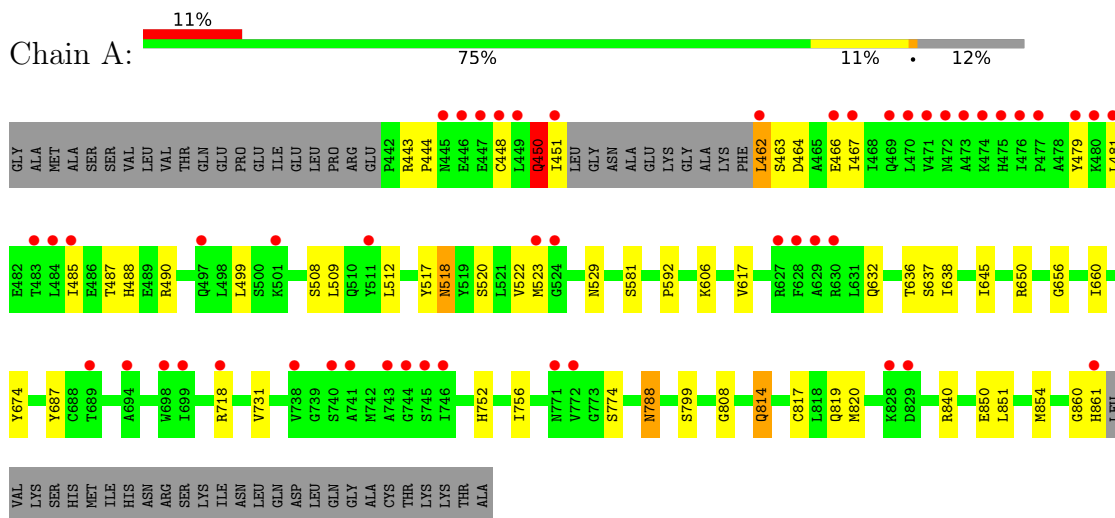 11%
Chain A:
75% 11% • 12%
GLY ALA MET ALA SER SER VAL LEU VAL THR GLN GLU PRO GLU ILE GLU LEU PRO ARG GLU P442 R443 P444 N445 E446 E447 C448 L449 Q450 I451 LEU GLY ASN ALA GLU LYS GLY ALA LYS PHE L462 S463 D464 A465 E466 I467 I468 Q469 L470 V471 N472 A473 K474 H475 I476 P477 A478 Y479 K480 L481
E482 T483 L484 I485 E486 T487 H488 E489 R490 Q497 L498 L499 S500 K501 S508 L509 Q510 Y511 L512 Y517 N518 Y519 S520 L521 V522 M523 G524 N529 S581 P592 K606 V617 R627 F628 A629 R630 L631 Q632 T636 S637 I638 I645 R650 G656 I660
Y674 Y687 C688 T689 A694 W698 I699 R718 V731 V738 G739 S740 A741 M742 A743 G744 S745 I746 H752 I756 N771 V772 G773 S774 N788 S799 G808 Q814 C817 L818 Q819 M820 K828 D829 R840 E850 L851 M854 G860 H861 LEU
VAL LYS SER HIS MET ILE HIS ASN ARG SER LYS ILE ASN LEU GLN ASP LEU GLN GLY ALA CYS THR LYS LYS THR ALA